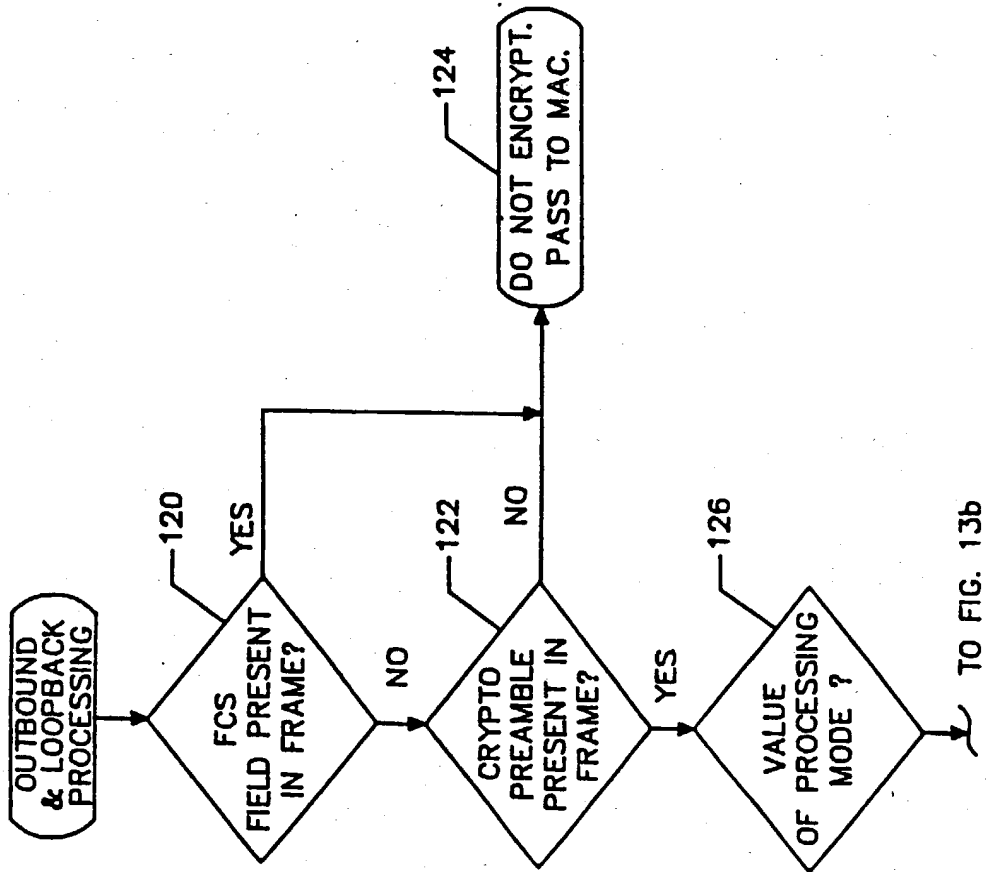 OUTBOUND
& LOOPBACK
PROCESSING
120
FCS
FIELD PRESENT
IN FRAME?
YES
NO
122
CRYPTO
PREAMBLE
PRESENT IN
FRAME?
NO
124
DO NOT ENCRYPT.
PASS TO MAC.
YES
126
VALUE
OF PROCESSING
MODE ?
TO FIG. 13b